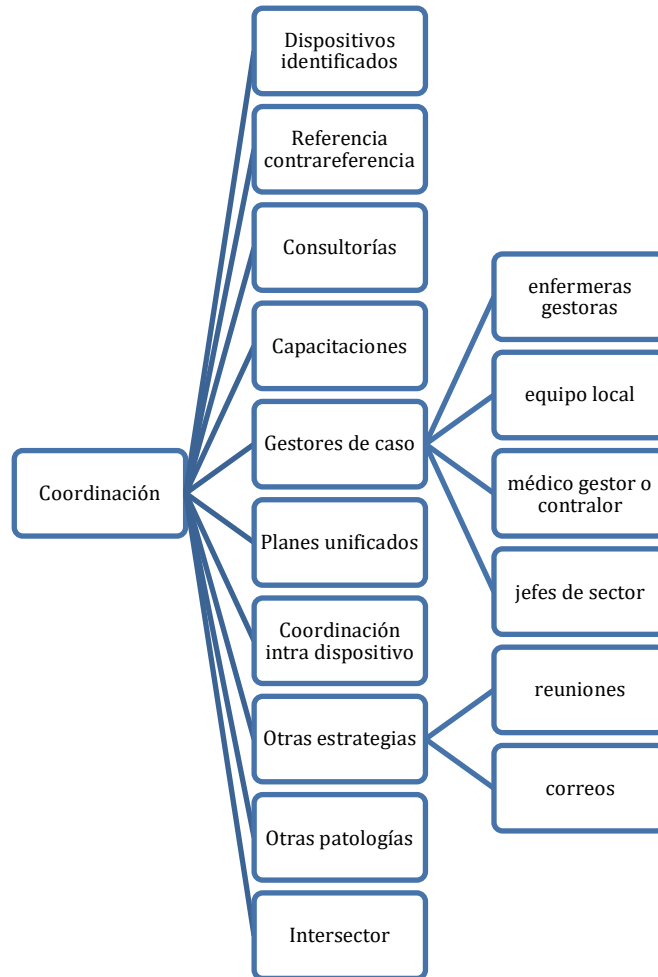 Coordinación
Dispositivos
identificados
Referencia
contrareferencia
Consultorías
Capacitaciones
Gestores de caso
enfermeras
gestoras
equipo local
médico gestor o
contralor
jefes de sector
Planes unificados
Coordinación
intra dispositivo
Otras estrategias
reuniones
correos
Otras patologías
Intersector